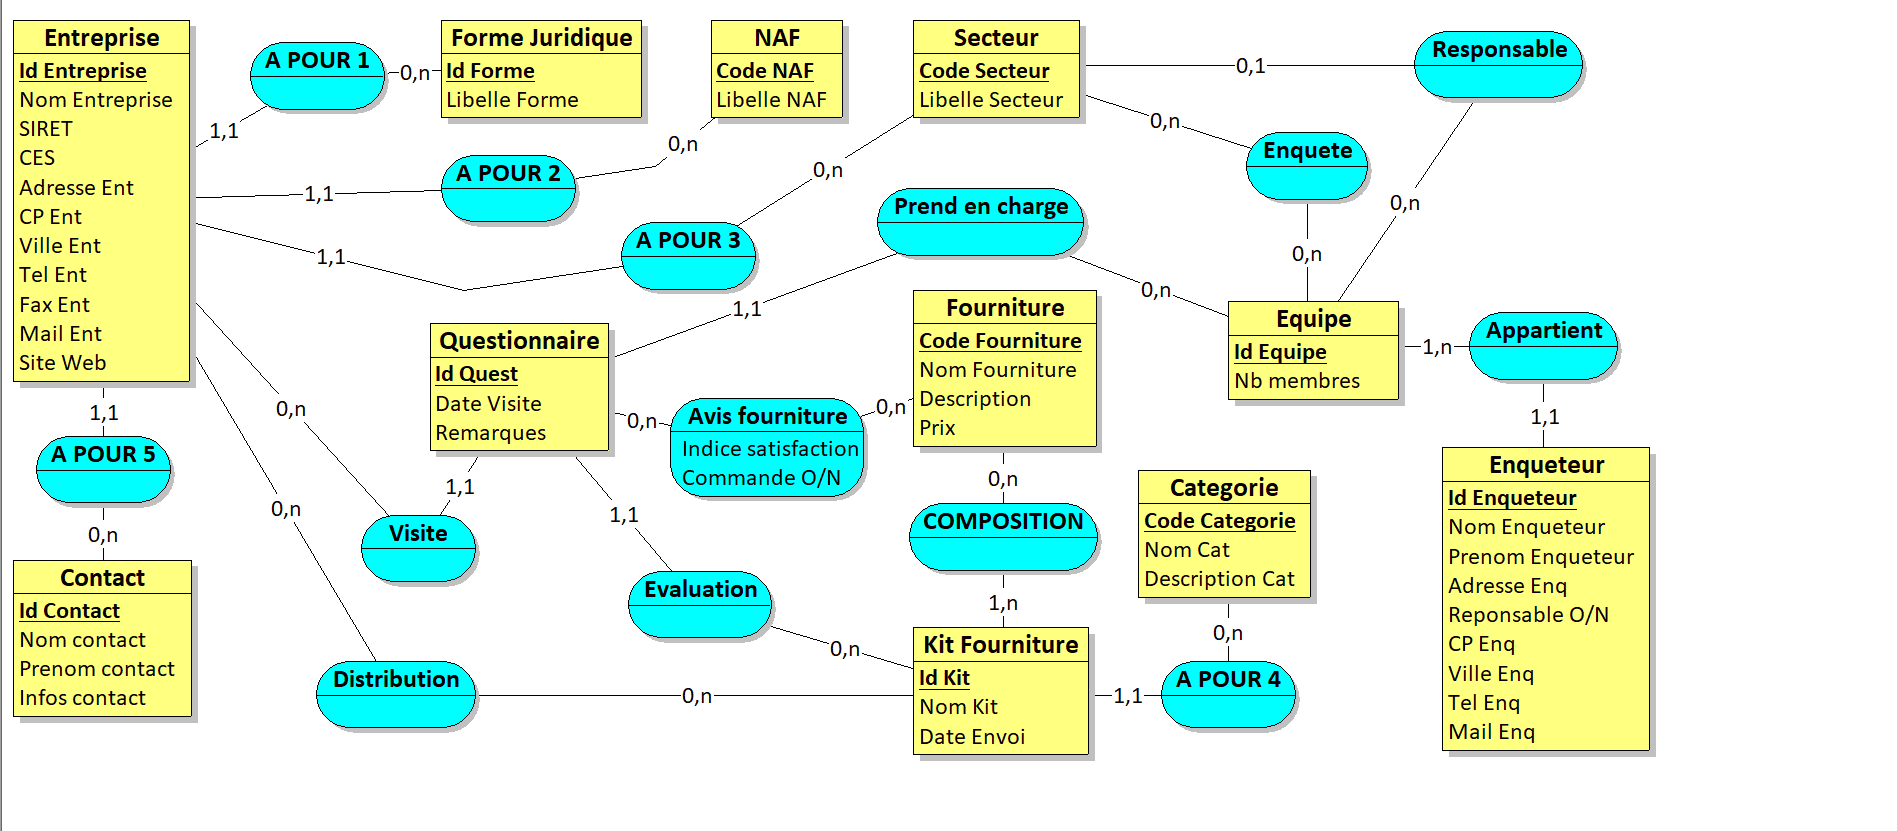 Entreprise
Id Entreprise
Nom Entreprise
SIRET
CES
Adresse Ent
CP Ent
Ville Ent
Tel Ent
Fax Ent
Mail Ent
Site Web
A POUR 1
1,1
0,n
Forme Juridique
Id Forme
Libelle Forme
NAF
Code NAF
Libelle NAF
A POUR 2
1,1
0,n
Secteur
Code Secteur
Libelle Secteur
A POUR 3
1,1
0,n
Responsable
0,1
0,n
Enquete
0,n
0,n
Prend en charge
1,1
0,n
Equipe
Id Equipe
Nb membres
Appartient
1,n
1,1
Enqueteur
Id Enqueteur
Nom Enqueteur
Prenom Enqueteur
Adresse Enq
Reponsable O/N
CP Enq
Ville Enq
Tel Enq
Mail Enq
Questionnaire
Id Quest
Date Visite
Remarques
Avis fourniture
Indice satisfaction
Commande O/N
0,n
0,n
Fourniture
Code Fourniture
Nom Fourniture
Description
Prix
0,n
COMPOSITION
1,n
Categorie
Code Categorie
Nom Cat
Description Cat
0,n
A POUR 4
1,1
Kit Fourniture
Id Kit
Nom Kit
Date Envoi
1,1
Evaluation
0,n
0,n
1,1
Visite
0,n
Distribution
0,n
1,1
A POUR 5
0,n
Contact
Id Contact
Nom contact
Prenom contact
Infos contact